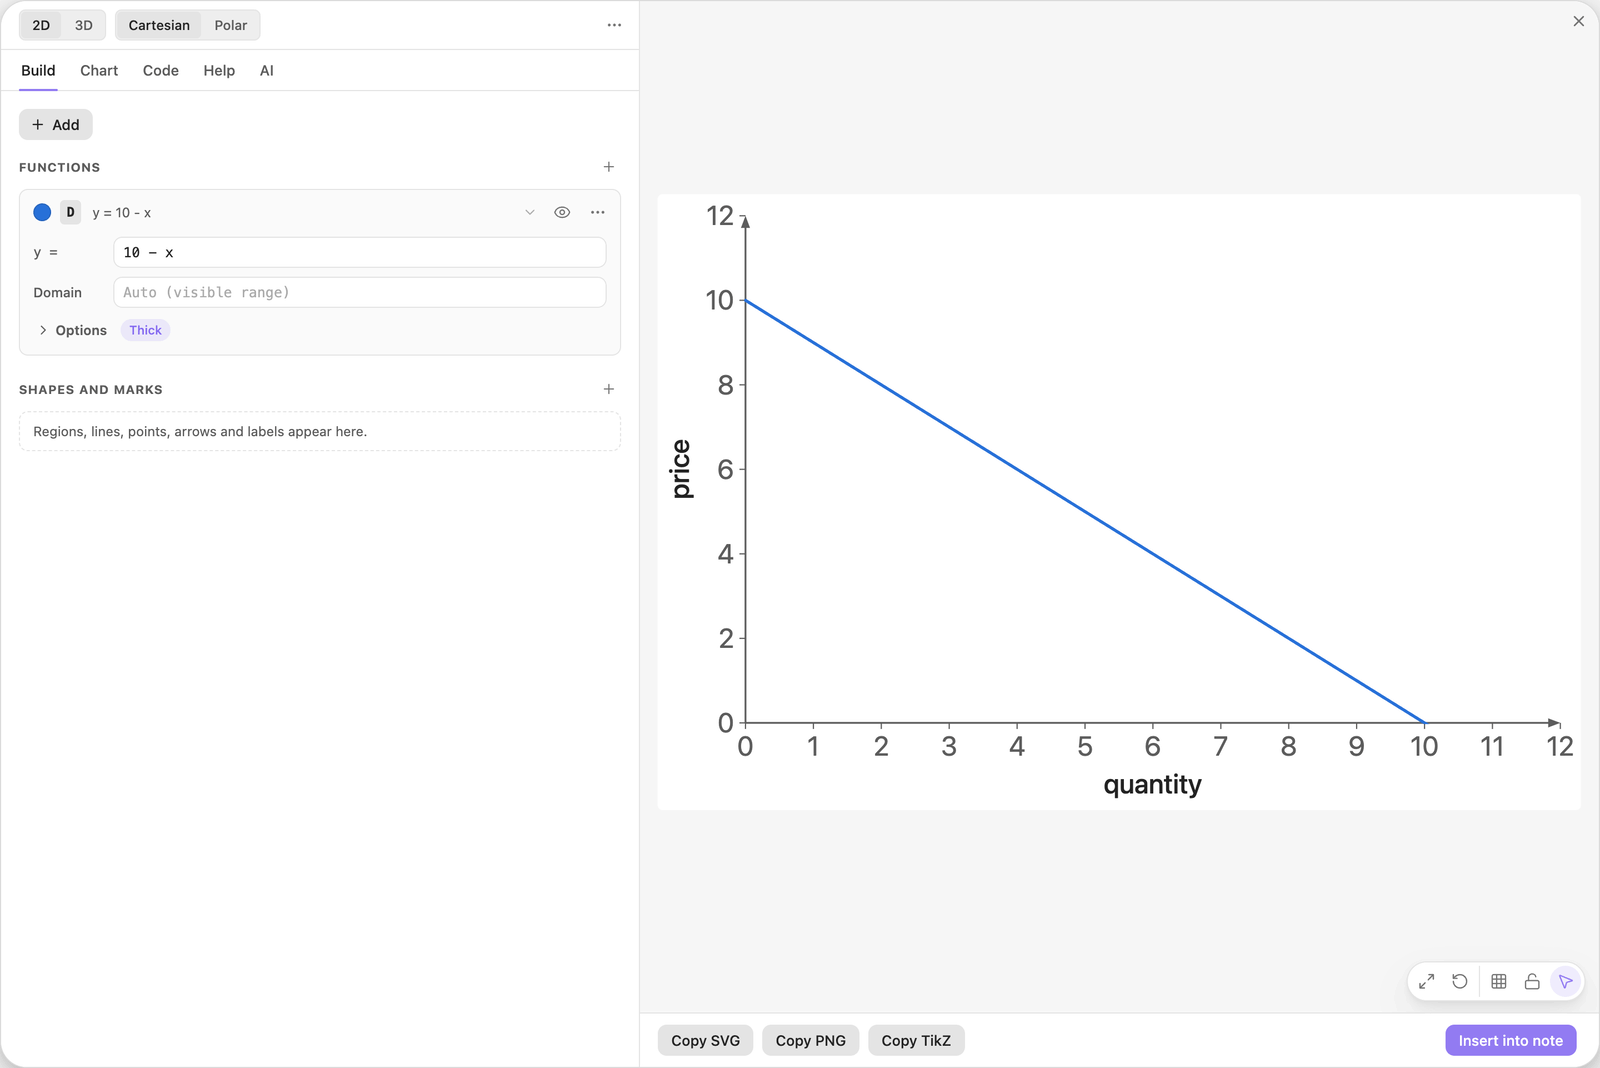 2D 3D Cartesian Polar
Build Chart Code Help AI
+ Add
FUNCTIONS
D y = 10 - x
y = 10 − x
Domain Auto (visible range)
Options Thick
SHAPES AND MARKS
Regions, lines, points, arrows and labels appear here.
12
10
8
6
4
2
0
price
0 1 2 3 4 5 6 7 8 9 10 11 12
quantity
Copy SVG Copy PNG Copy TikZ Insert into note